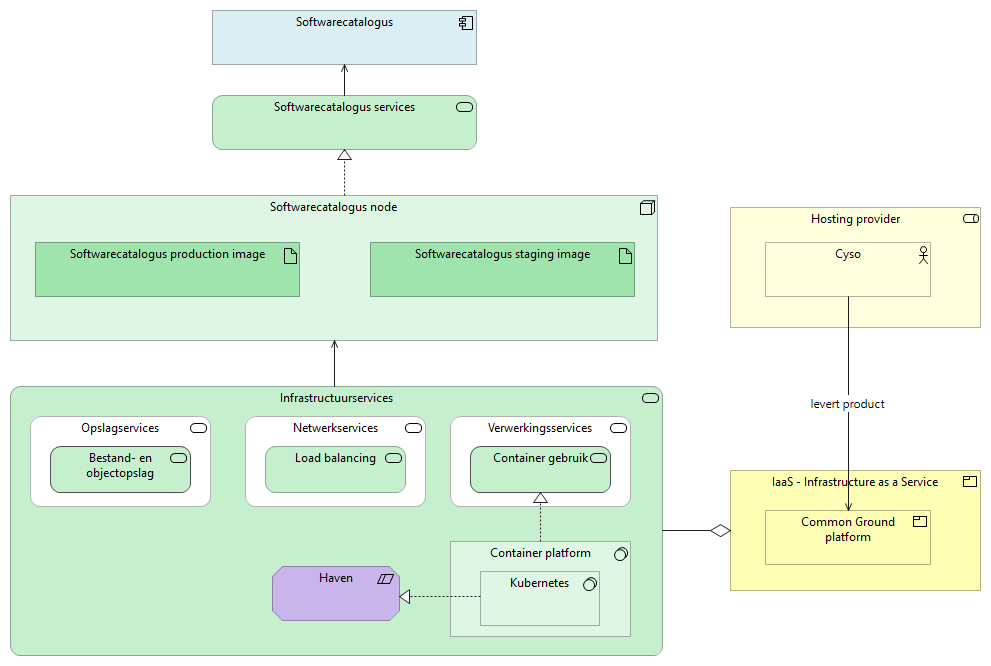 Softwarecatalogus
Softwarecatalogus services
Softwarecatalogus node
Softwarecatalogus production image
Softwarecatalogus staging image
Hosting provider
Cyso
levert product
Infrastructuurservices
Opslagservices
Bestand- en
objectopslag
Netwerkservices
Load balancing
Verwerkingsservices
Container gebruik
IaaS - Infrastructure as a Service
Common Ground
platform
Container platform
Kubernetes
Haven